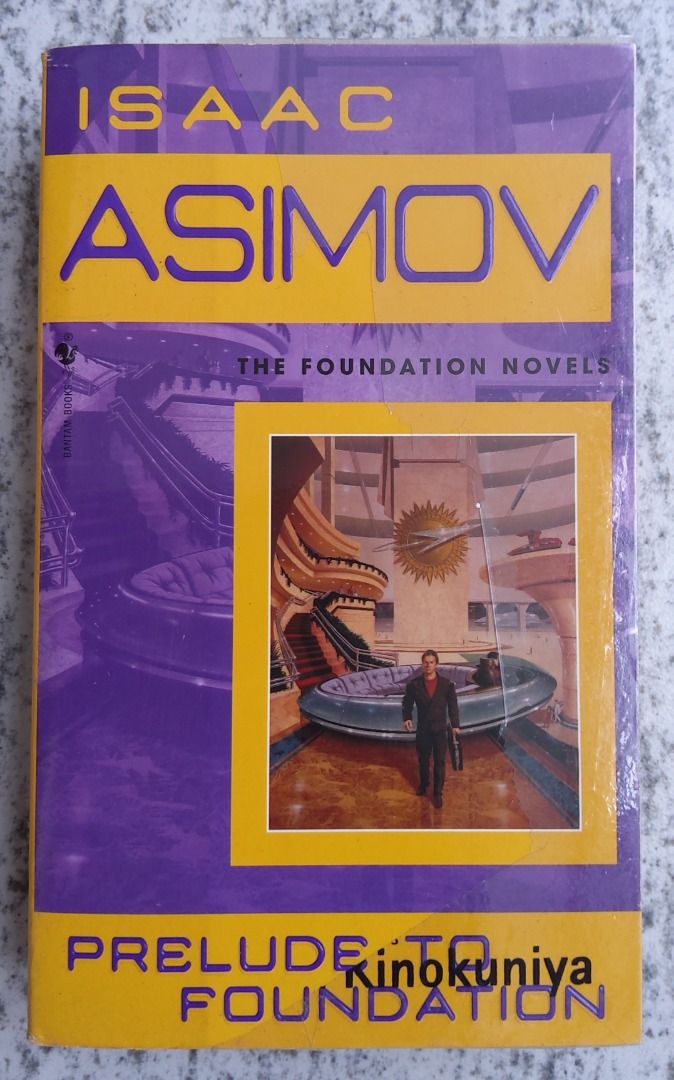 ISAAC
ASIMOV
THE FOUNDATION NOVELS
BANTAM BOOKS
®
PRELUDE TO
Kinokuniya
FOUNDATION